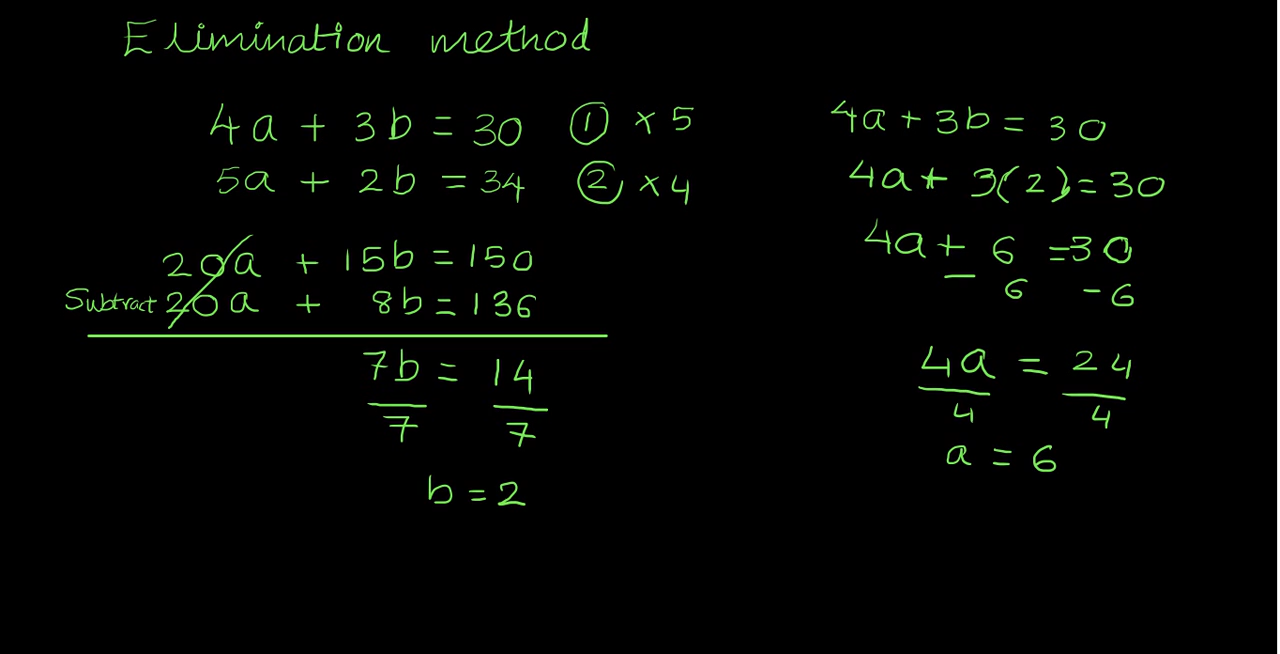 Elimination method
4a + 3b = 30 ① × 5
5a + 2b = 34 ②, × 4
20a + 15b = 150
Subtract 20a + 8b = 136
7b = 14
7 7
b = 2
4a + 3b = 30
4a + 3(2) = 30
4a + 6 = 30
- 6 - 6
4a = 24
4 4
a = 6